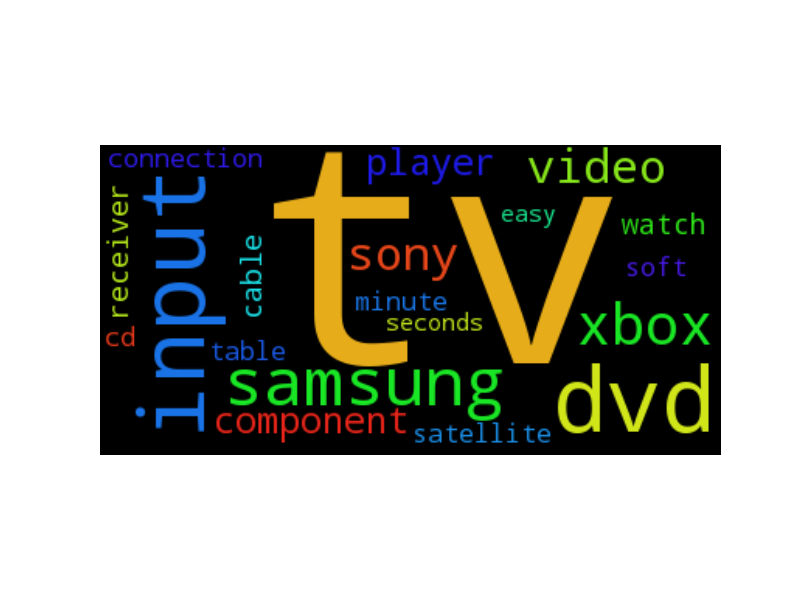 connection
player
video
tv
input
receiver
easy
watch
sony
cable
soft
minute
seconds
xbox
cd
table
samsung
dvd
component
satellite